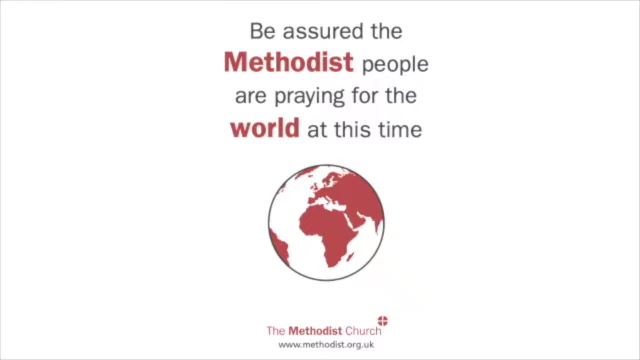 Be assured the
Methodist people
are praying for the
world at this time
The Methodist Church
www.methodist.org.uk